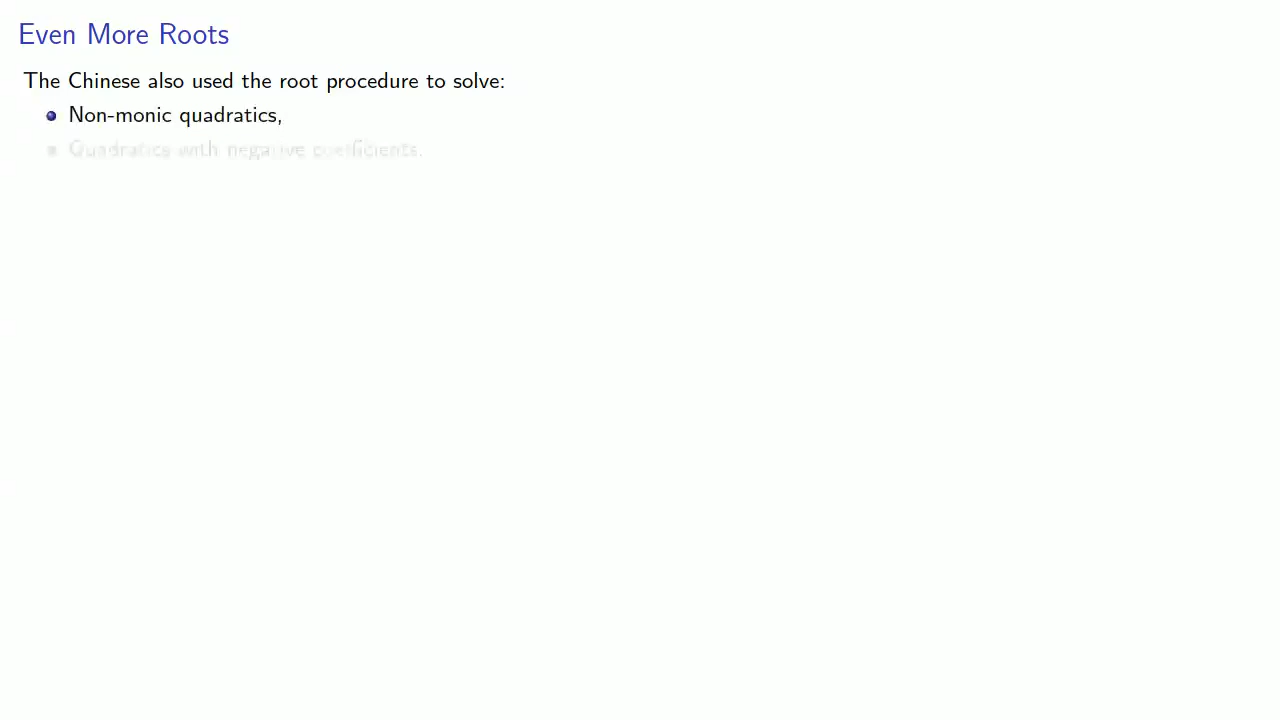 Even More Roots
The Chinese also used the root procedure to solve:
Non-monic quadratics,
Quadratics with negative coefficients.